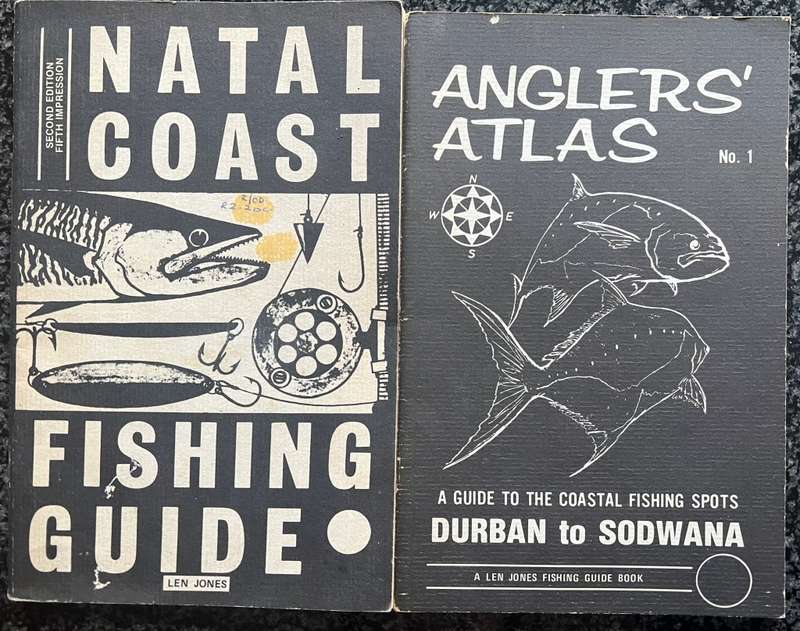 SECOND EDITION
FIFTH IMPRESSION
NATAL
COAST
FISHING
GUIDE
LEN JONES
ANGLERS'
ATLAS
No. 1
N
W E
S
A GUIDE TO THE COASTAL FISHING SPOTS
DURBAN to SODWANA
A LEN JONES FISHING GUIDE BOOK